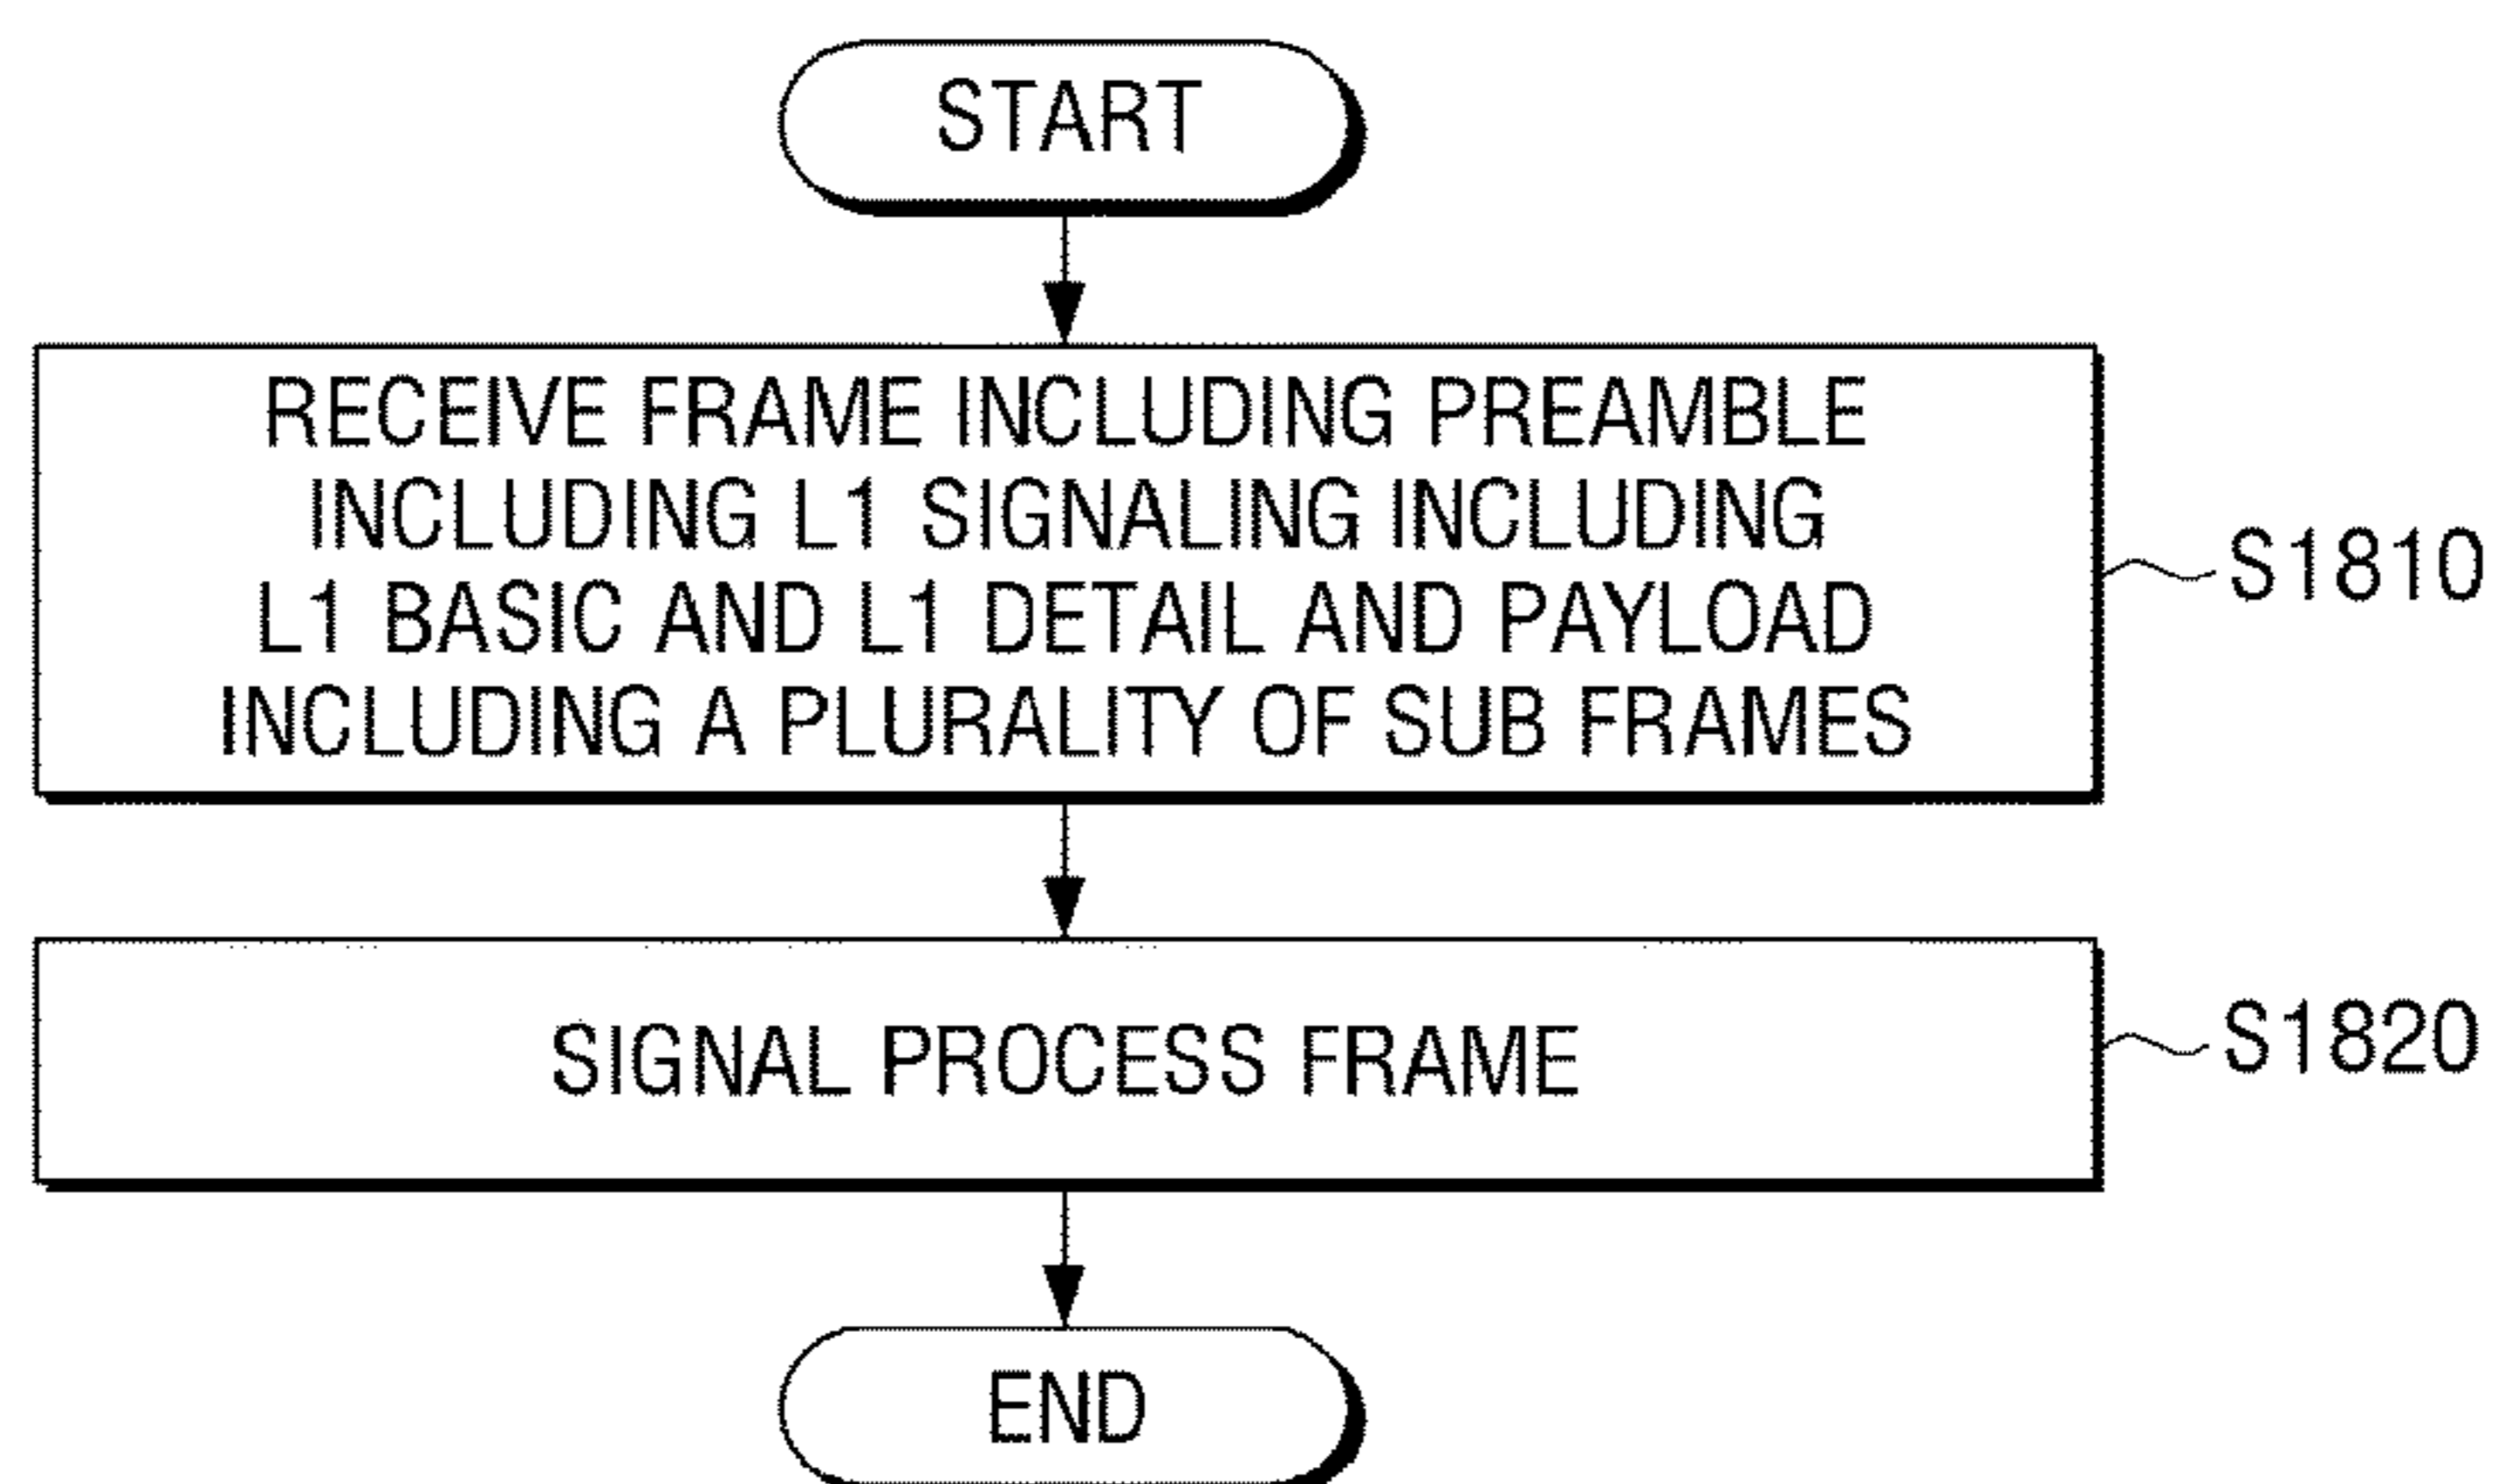 START
RECEIVE FRAME INCLUDING PREAMBLE
INCLUDING L1 SIGNALING INCLUDING
L1 BASIC AND L1 DETAIL AND PAYLOAD
INCLUDING A PLURALITY OF SUB FRAMES
S1810
SIGNAL PROCESS FRAME
S1820
END